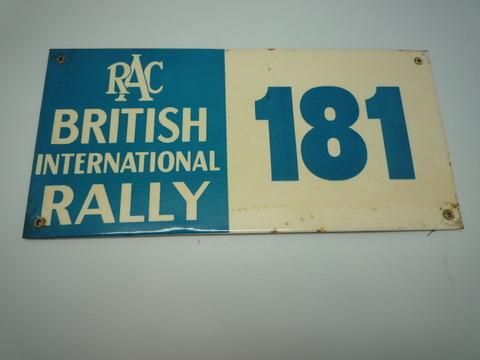 RAC
BRITISH
INTERNATIONAL
RALLY
181